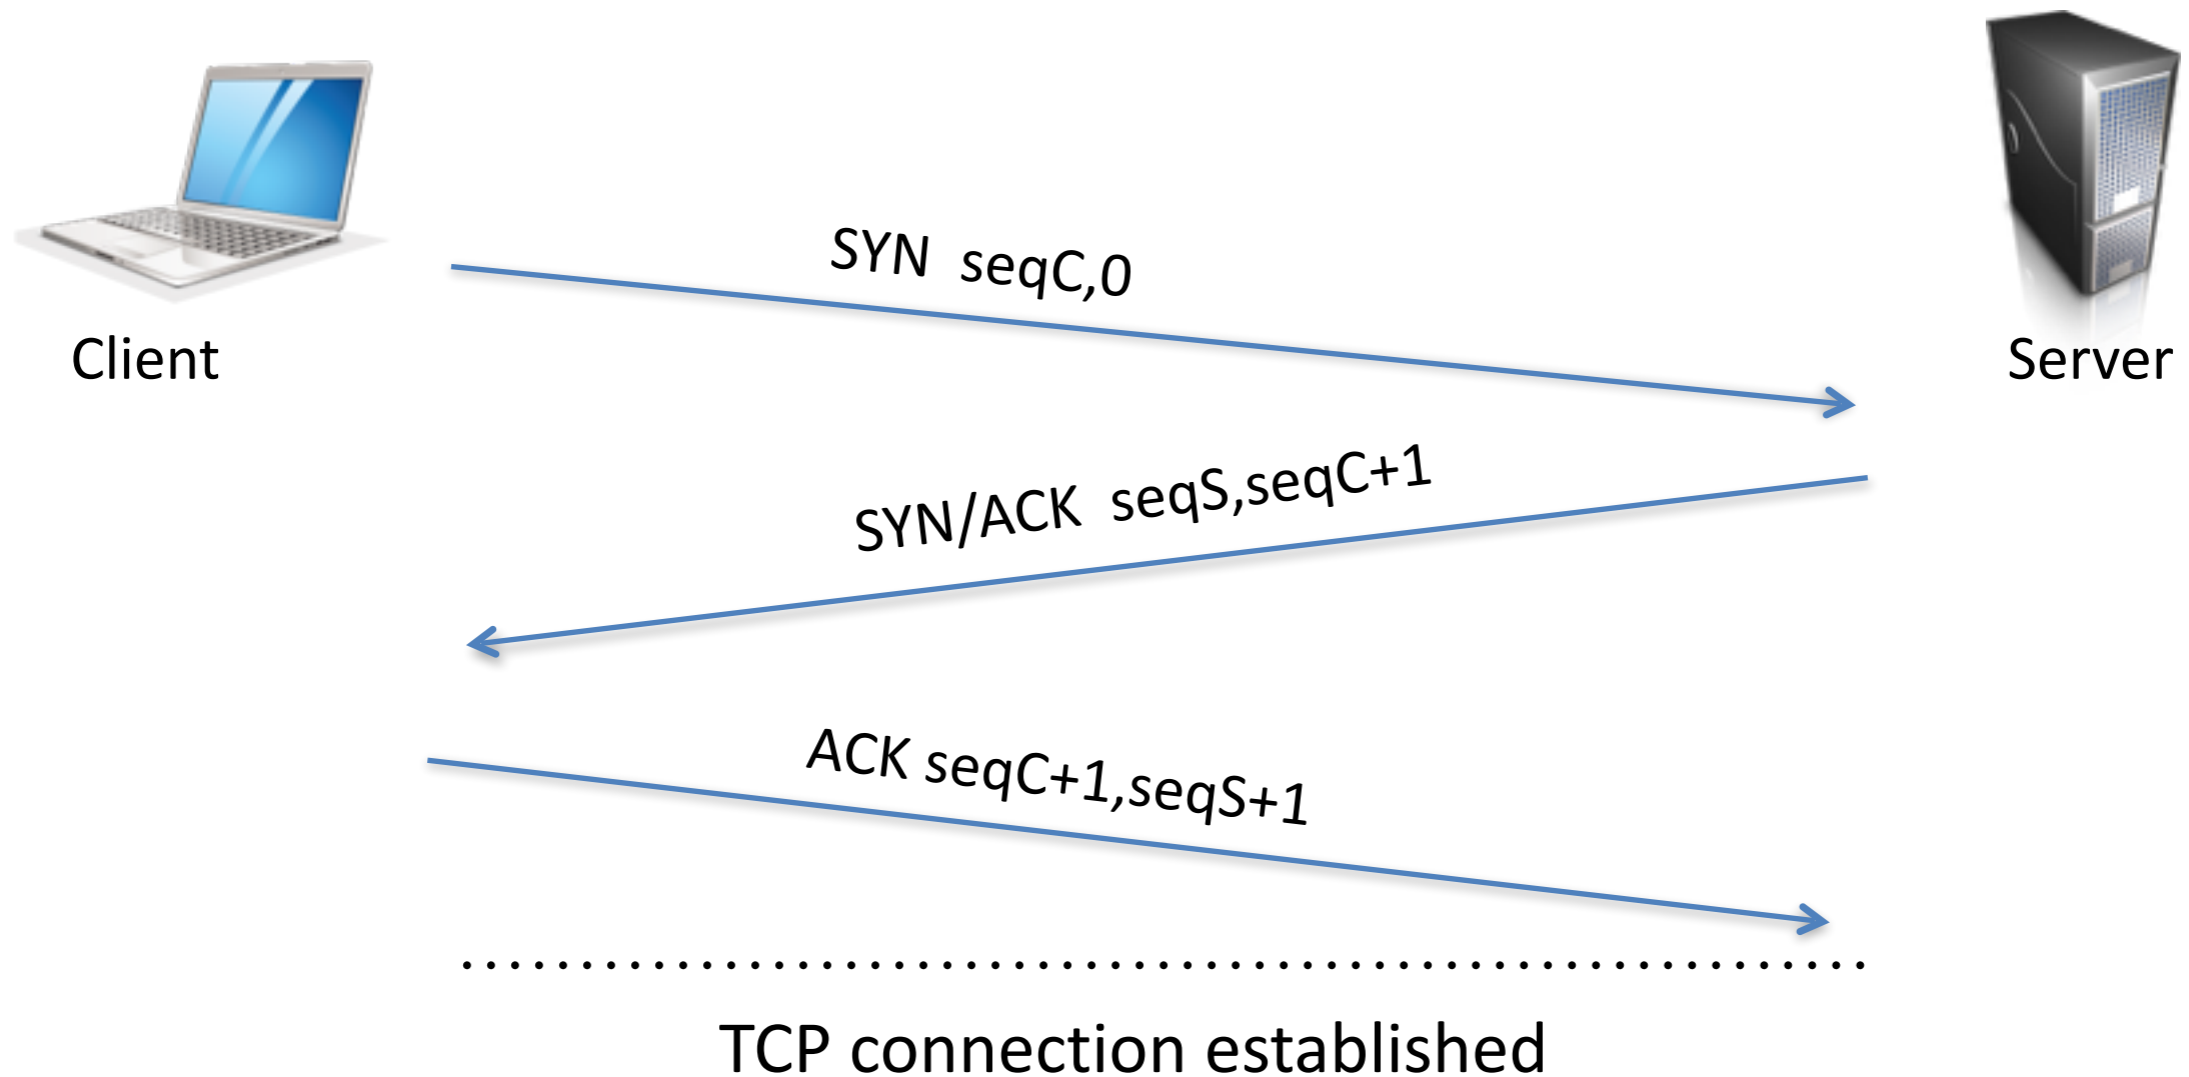 SYN seqC,0
Client
Server
SYN/ACK seqS,seqC+1
ACK seqC+1,seqS+1
TCP connection established